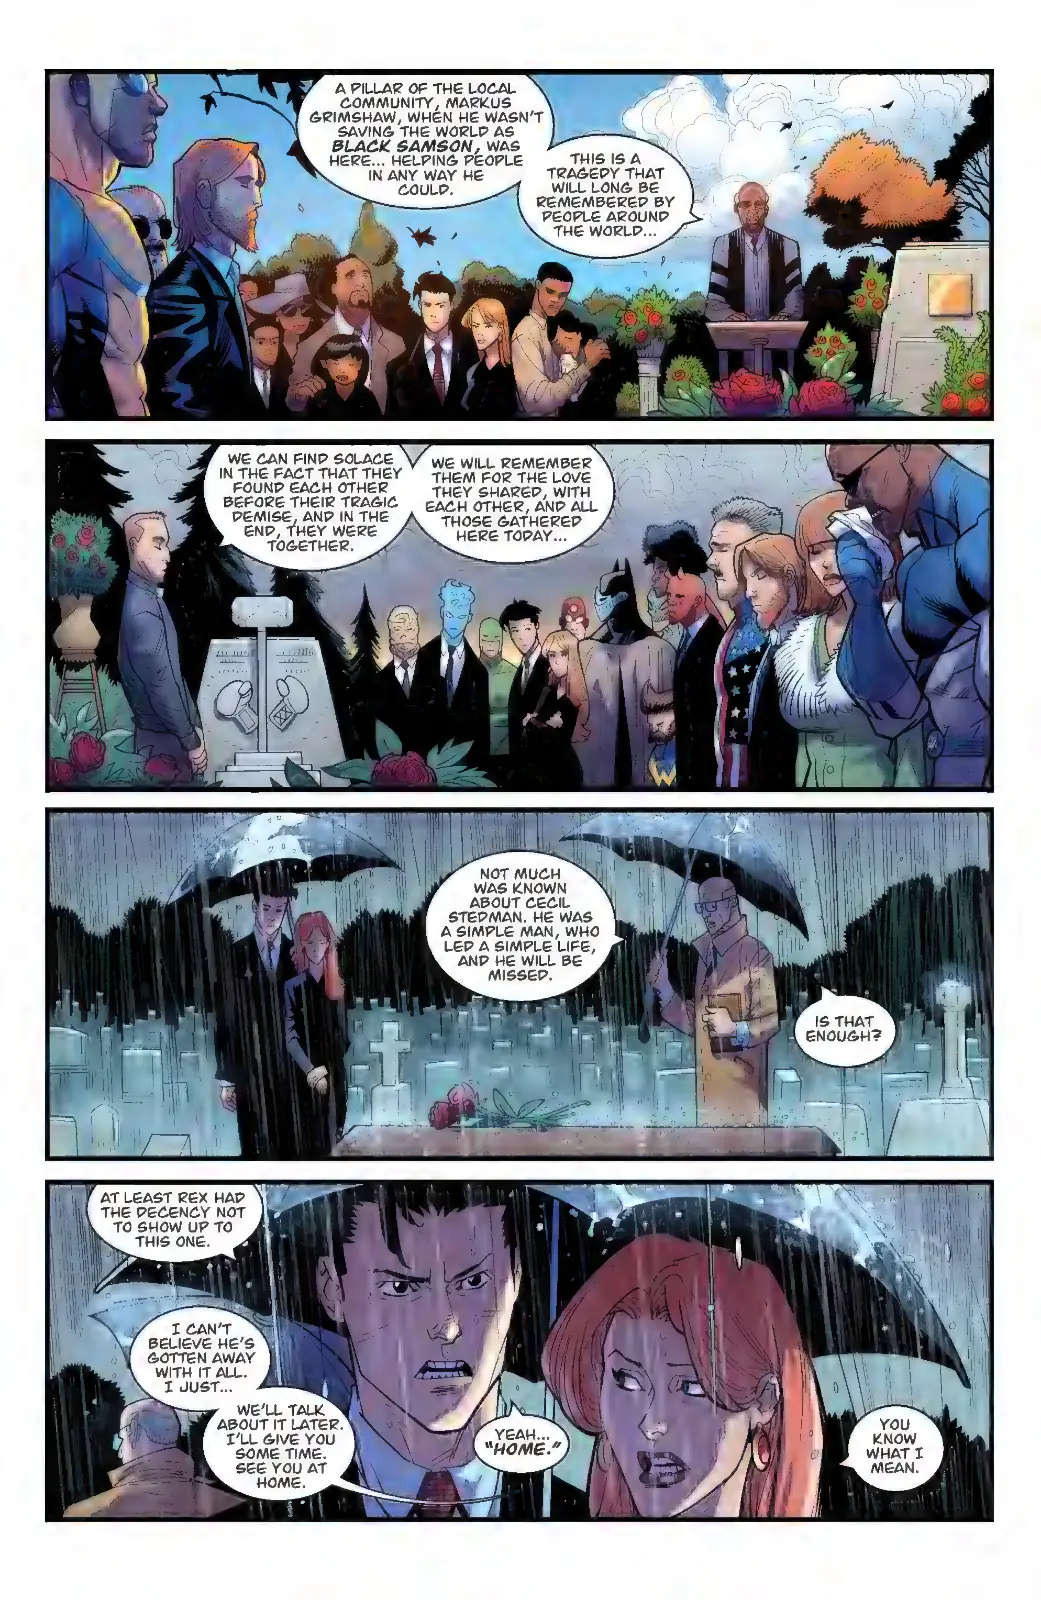 A PILLAR OF THE LOCAL
COMMUNITY, MARKUS
GRIMSHAW, WHEN HE WASN'T
SAVING THE WORLD AS
BLACK SAMSON, WAS
HERE... HELPING PEOPLE
IN ANY WAY HE
COULD.
THIS IS A
TRAGEDY THAT
WILL LONG BE
REMEMBERED BY
PEOPLE AROUND
THE WORLD...
WE CAN FIND SOLACE
IN THE FACT THAT THEY
FOUND EACH OTHER
BEFORE THEIR TRAGIC
DEMISE, AND IN THE
END, THEY WERE
TOGETHER.
WE WILL REMEMBER
THEM FOR THE LOVE
THEY SHARED, WITH
EACH OTHER, AND ALL
THOSE GATHERED
HERE TODAY...
NOT MUCH
WAS KNOWN
ABOUT CECIL
STEDMAN. HE WAS
A SIMPLE MAN, WHO
LED A SIMPLE LIFE,
AND HE WILL BE
MISSED.
IS THAT
ENOUGH?
AT LEAST REX HAD
THE DECENCY NOT
TO SHOW UP TO
THIS ONE.
I CAN'T
BELIEVE HE'S
GOTTEN AWAY
WITH IT ALL.
I JUST...
WE'LL TALK
ABOUT IT LATER.
I'LL GIVE YOU
SOME TIME.
SEE YOU AT
HOME.
YEAH...
"HOME."
YOU
KNOW
WHAT I
MEAN.